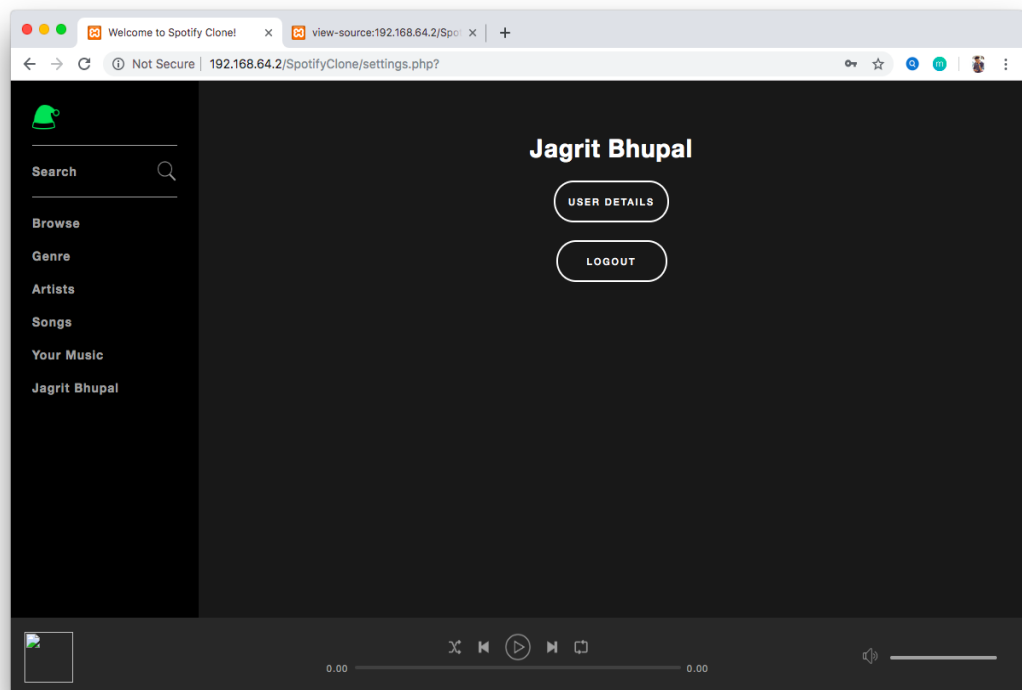 Welcome to Spotify Clone!
view-source:192.168.64.2/Spo
Not Secure | 192.168.64.2/SpotifyClone/settings.php?
Search
Browse
Genre
Artists
Songs
Your Music
Jagrit Bhupal
Jagrit Bhupal
USER DETAILS
LOGOUT
0.00
0.00